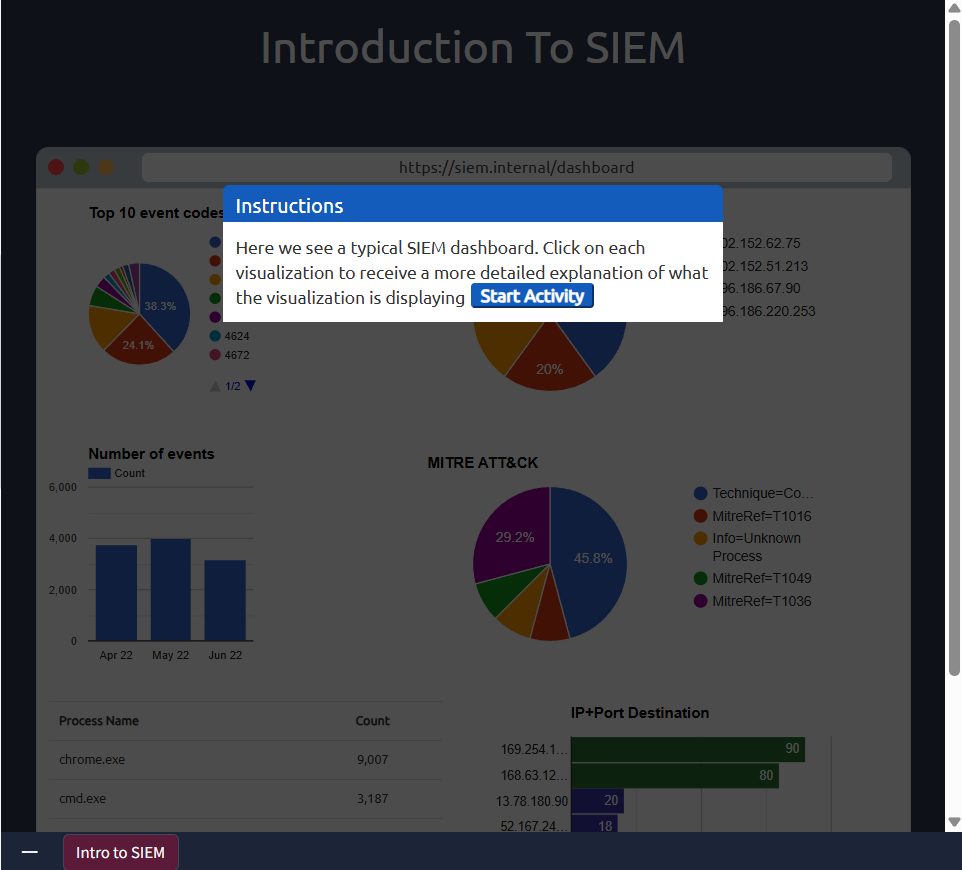 Introduction To SIEM
https://siem.internal/dashboard
Instructions
Here we see a typical SIEM dashboard. Click on each
visualization to receive a more detailed explanation of what
the visualization is displaying Start Activity
Top 10 event codes
38.3%
24.1%
4624
4672
1/2
02.152.62.75
02.152.51.213
96.186.67.90
96.186.220.253
20%
Number of events
Count
6,000
4,000
2,000
0
Apr 22 May 22 Jun 22
MITRE ATT&CK
29.2%
45.8%
Technique=Co...
MitreRef=T1016
Info=Unknown
Process
MitreRef=T1049
MitreRef=T1036
Process Name Count
chrome.exe 9,007
cmd.exe 3,187
IP+Port Destination
169.254.1... 90
168.63.12... 80
13.78.180.90 20
52.167.24... 18
Intro to SIEM